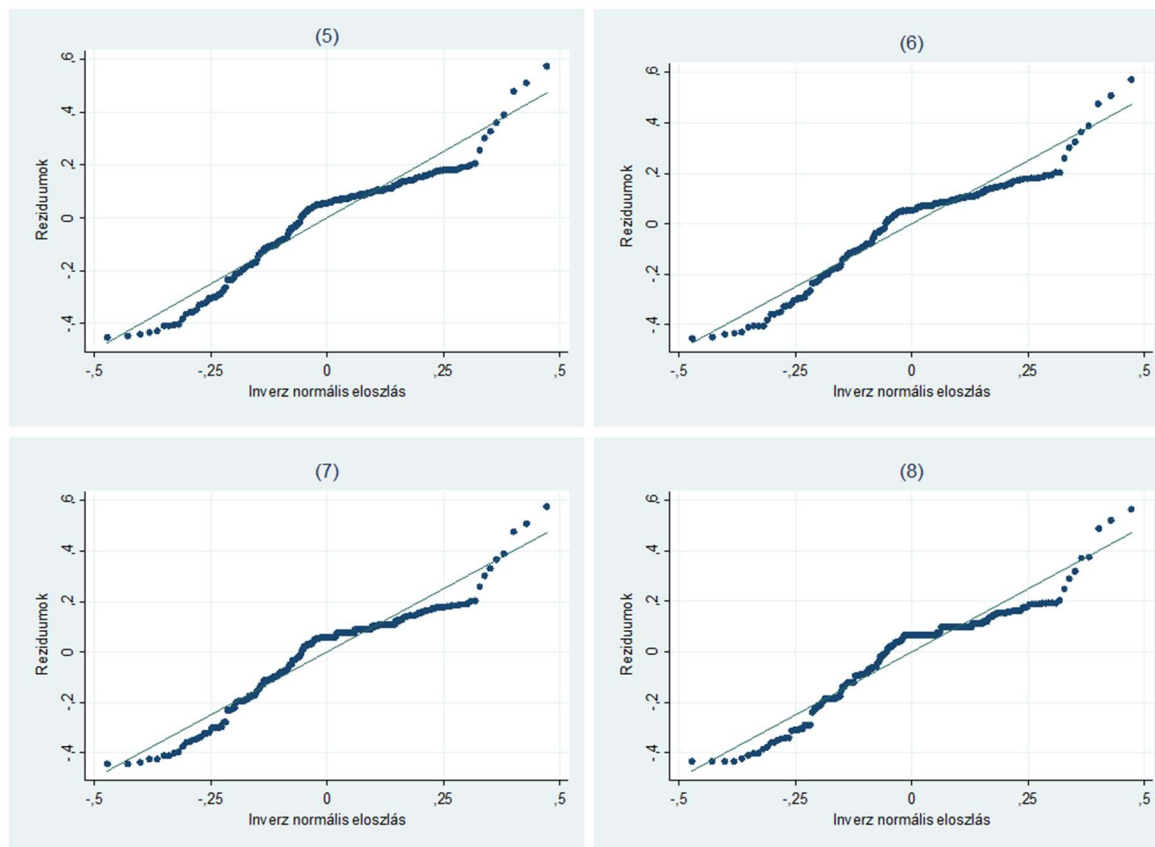 (5)
Reziduumok
,6
,4
,2
0
-,2
-,4
-,5 -,25 0 ,25 ,5
Inverz normális eloszlás
(6)
Reziduumok
,6
,4
,2
0
-,2
-,4
-,5 -,25 0 ,25 ,5
Inverz normális eloszlás
(7)
Reziduumok
,6
,4
,2
0
-,2
-,4
-,5 -,25 0 ,25 ,5
Inverz normális eloszlás
(8)
Reziduumok
,6
,4
,2
0
-,2
-,4
-,5 -,25 0 ,25 ,5
Inverz normális eloszlás